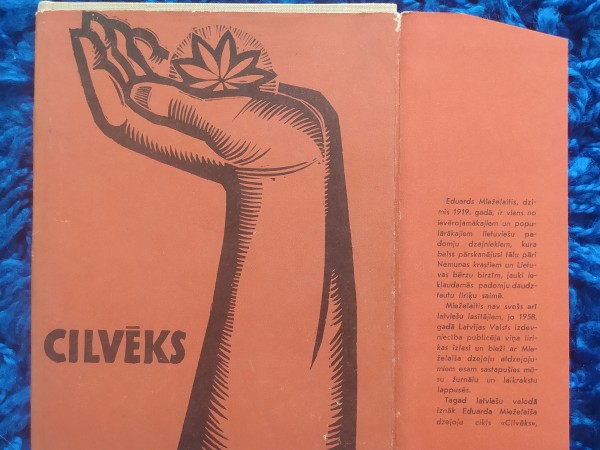 CILVĒKS
Eduards Mieželaitis, dzi-
mis 1919. gadā, ir viens no
ievērojamākajiem un popu-
lārākajiem lietuviešu pa-
domju dzejniekiem, kura
balss pāršanējusi tālu pāri
Nemunas krastiem un Lietu-
vas bērzu birzīm, jauki ie-
kļaudamās padomju daudz-
tautu liriķu saimē.
Mieželaitis nav svešs arī
latviešu lasītājiem, jo 1958.
gadā Latvijas Valsts izdev-
niecība publicēja viņa liri-
kas izlasi un bieži ar Mie-
želaiša dzejoļu atdzejoju-
miem esam sastapušies mū-
su žurnālu un laikrakstu
lappusēs.
Tagad latviešu valodā
iznāk Eduarda Mieželaiša
dzejoļu cikls «Cilvēks»,